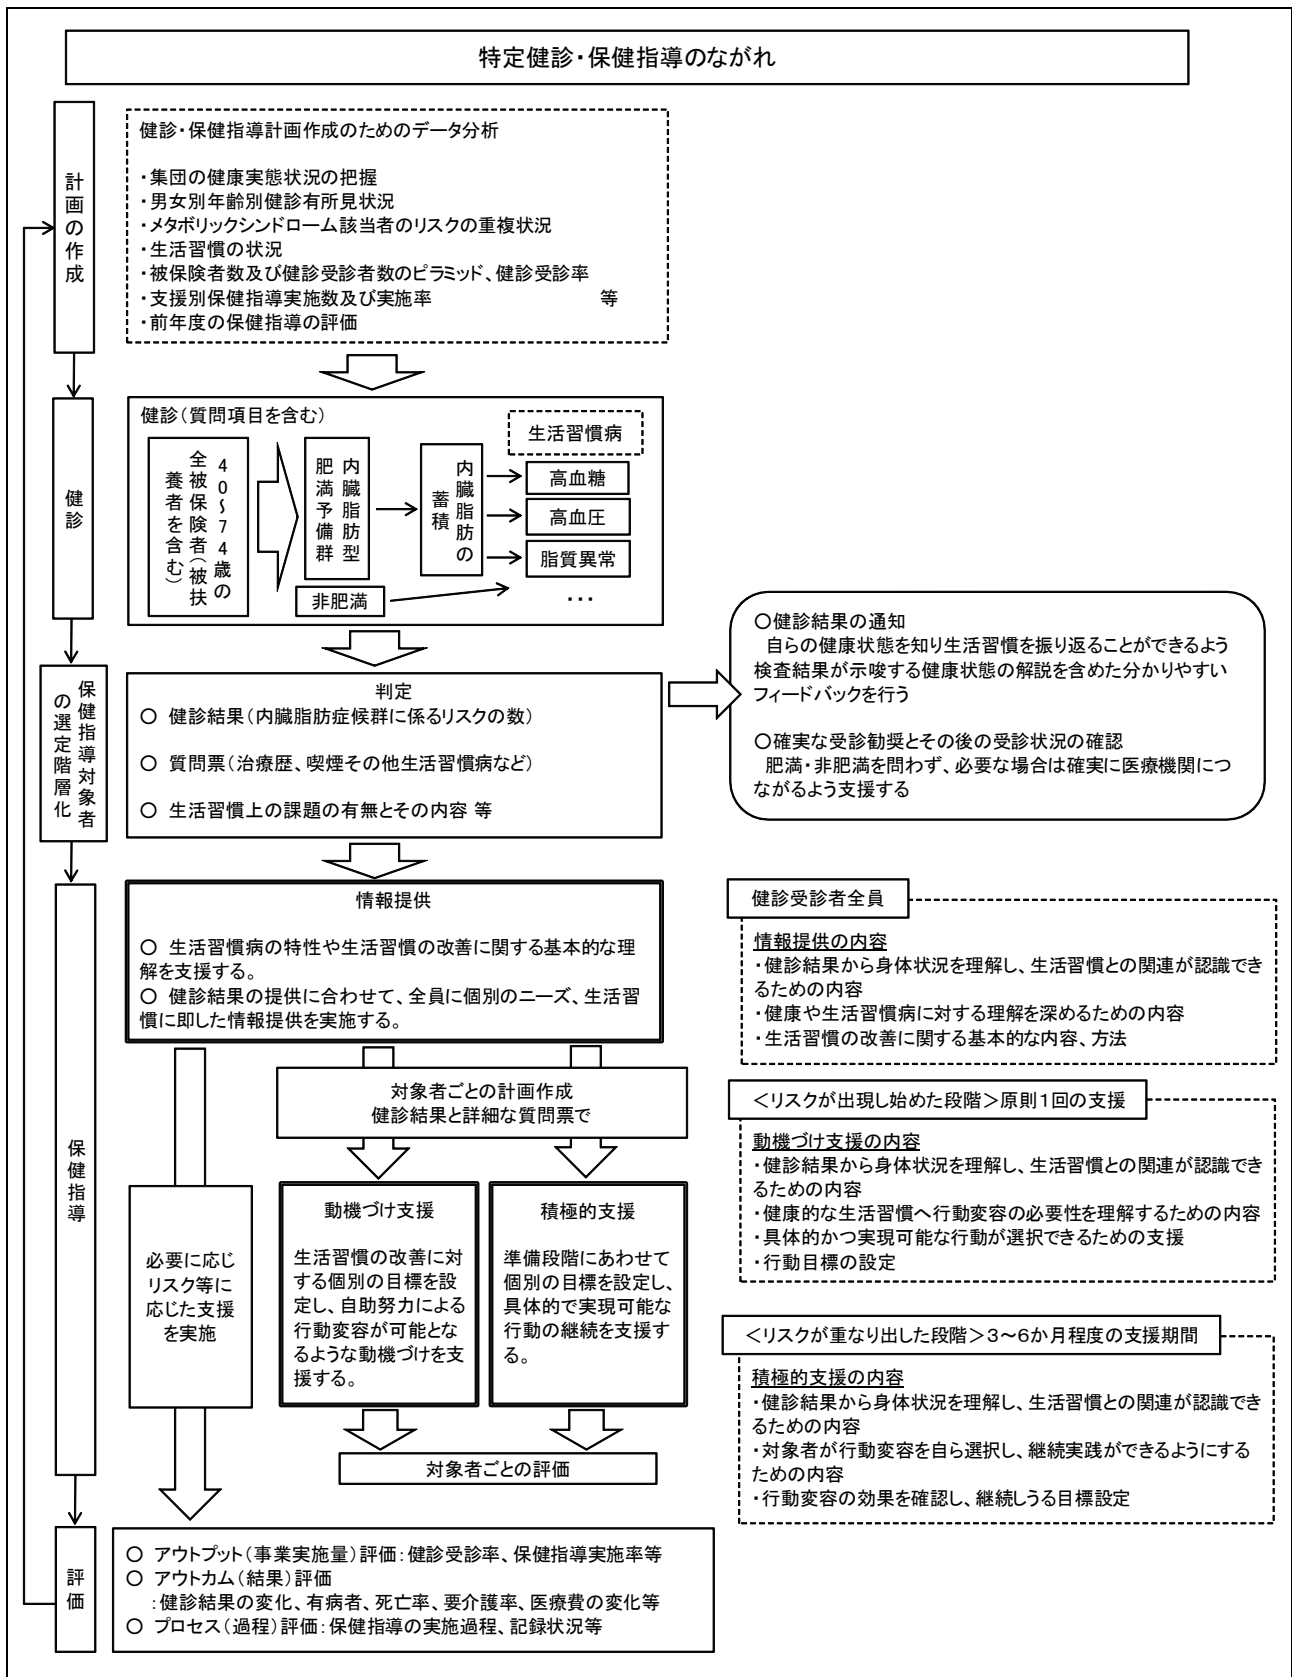 特定健診・保健指導のながれ
計画の作成
健診・保健指導計画作成のためのデータ分析
・集団の健康実態状況の把握
・男女別年齢別健診有所見状況
・メタボリックシンドローム該当者のリスクの重複状況
・生活習慣の状況
・被保険者数及び健診受診者数のピラミッド、健診受診率
・支援別保健指導実施数及び実施率 等
・前年度の保健指導の評価
健診
健診（質問項目を含む）
40～74歳の
全被保険者（被扶
養者を含む）
内臓脂肪型
肥満予備群
内臓脂肪の
蓄積
生活習慣病
高血糖
高血圧
脂質異常
・・・
非肥満
保健指導対象者
の選定階層化
判定
○ 健診結果（内臓脂肪症候群に係るリスクの数）
○ 質問票（治療歴、喫煙その他生活習慣病など）
○ 生活習慣上の課題の有無とその内容 等
○健診結果の通知
自らの健康状態を知り生活習慣を振り返ることができるよう
検査結果が示唆する健康状態の解説を含めた分かりやすい
フィードバックを行う
○確実な受診勧奨とその後の受診状況の確認
肥満・非肥満を問わず、必要な場合は確実に医療機関につ
ながるよう支援する
保健指導
情報提供
○ 生活習慣病の特性や生活習慣の改善に関する基本的な理
解を支援する。
○ 健診結果の提供に合わせて、全員に個別のニーズ、生活習
慣に即した情報提供を実施する。
対象者ごとの計画作成
健診結果と詳細な質問票で
必要に応じ
リスク等に
応じた支援
を実施
動機づけ支援
生活習慣の改善に対
する個別の目標を設
定し、自助努力による
行動変容が可能とな
るような動機づけを支
援する。
積極的支援
準備段階にあわせて
個別の目標を設定し、
具体的で実現可能な
行動の継続を支援す
る。
対象者ごとの評価
健診受診者全員
情報提供の内容
・健診結果から身体状況を理解し、生活習慣との関連が認識でき
るための内容
・健康や生活習慣病に対する理解を深めるための内容
・生活習慣の改善に関する基本的な内容、方法
＜リスクが出現し始めた段階＞原則１回の支援
動機づけ支援の内容
・健診結果から身体状況を理解し、生活習慣との関連が認識でき
るための内容
・健康的な生活習慣へ行動変容の必要性を理解するための内容
・具体的かつ実現可能な行動が選択できるための支援
・行動目標の設定
＜リスクが重なり出した段階＞３～６か月程度の支援期間
積極的支援の内容
・健診結果から身体状況を理解し、生活習慣との関連が認識でき
るための内容
・対象者が行動変容を自ら選択し、継続実践ができるようにする
ための内容
・行動変容の効果を確認し、継続しうる目標設定
評価
○ アウトプット（事業実施量）評価：健診受診率、保健指導実施率等
○ アウトカム（結果）評価
：健診結果の変化、有病者、死亡率、要介護率、医療費の変化等
○ プロセス（過程）評価：保健指導の実施過程、記録状況等